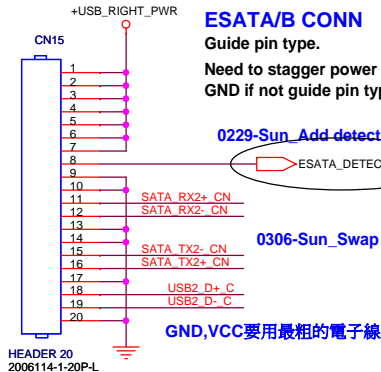 +USB_RIGHT_PWR
ESATA/B CONN
CN15
Guide pin type.
Need to stagger power
GND if not guide pin typ
1
2
3
4
5
6
7
0229-Sun_Add detect
8
ESATA_DETEC
9
10
11 SATA_RX2+_CN
12 SATA_RX2-_CN
13
14
0306-Sun_Swap
15 SATA_TX2-_CN
16 SATA_TX2+_CN
17
18 USB2_D+_C
19 USB2_D-_C
20
GND,VCC要用最粗的電子線
HEADER 20
2006114-1-20P-L